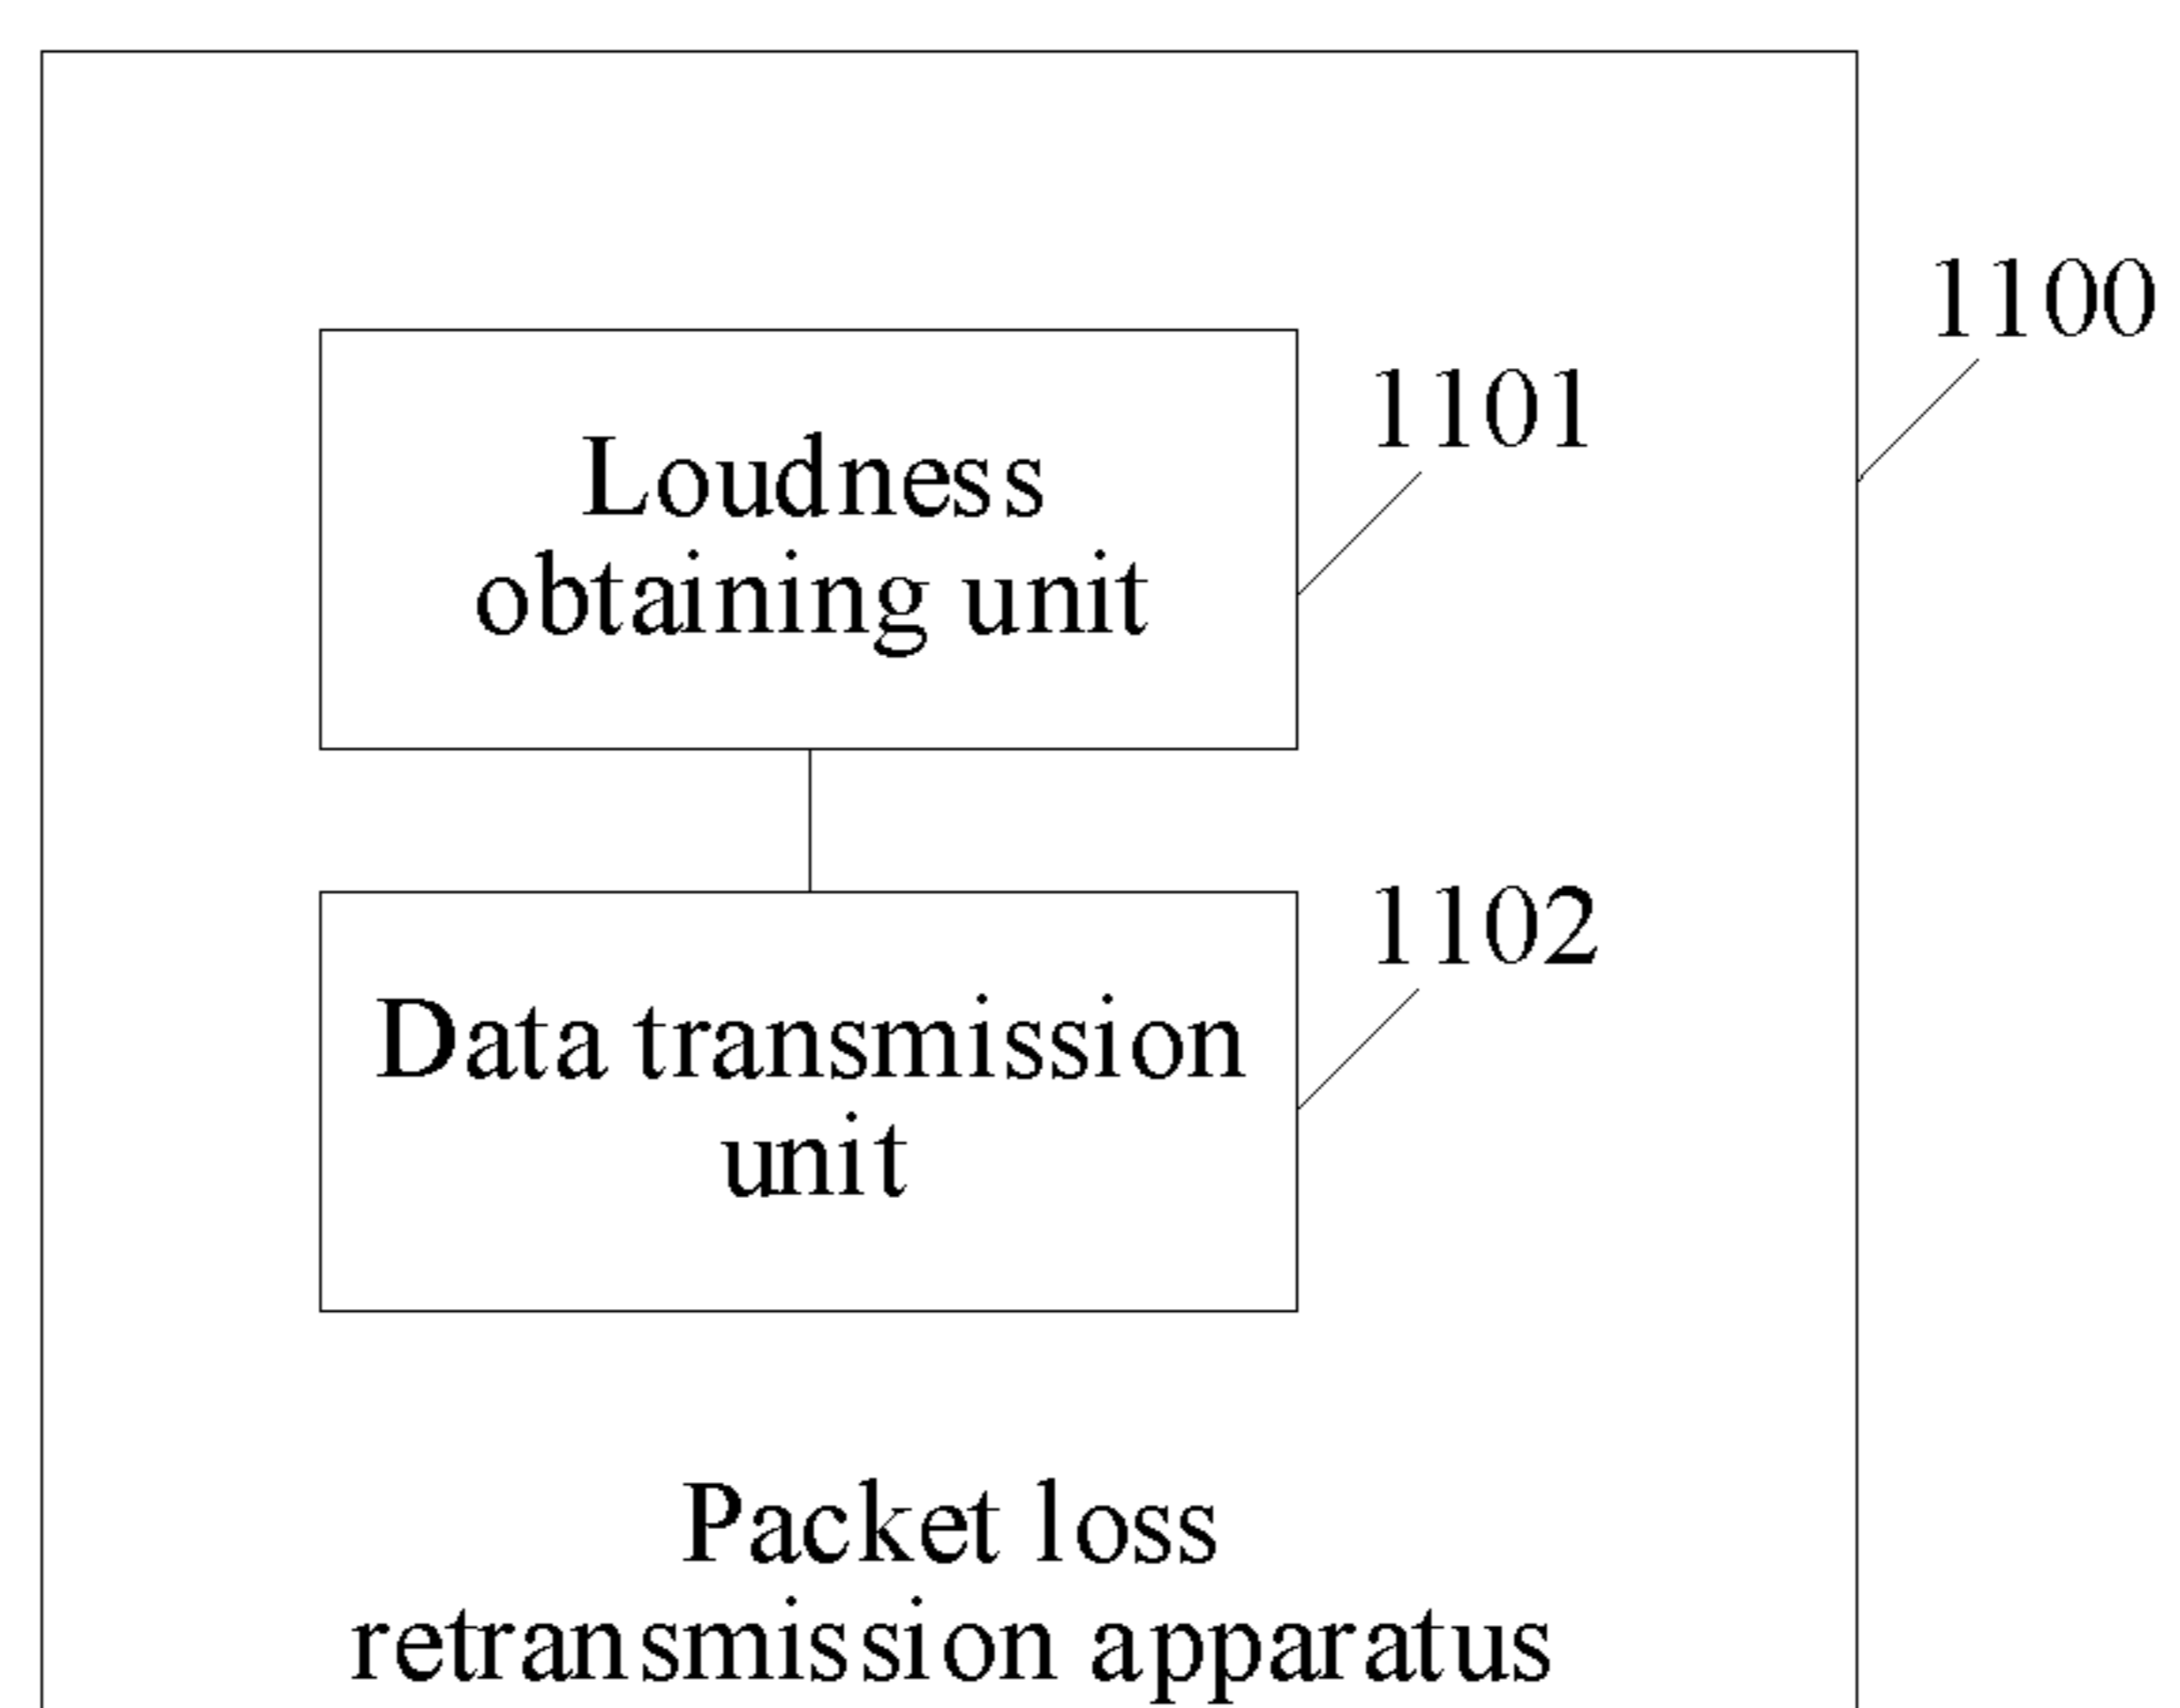 1100
1101
Loudness
obtaining unit
1102
Data transmission
unit
Packet loss
retransmission apparatus